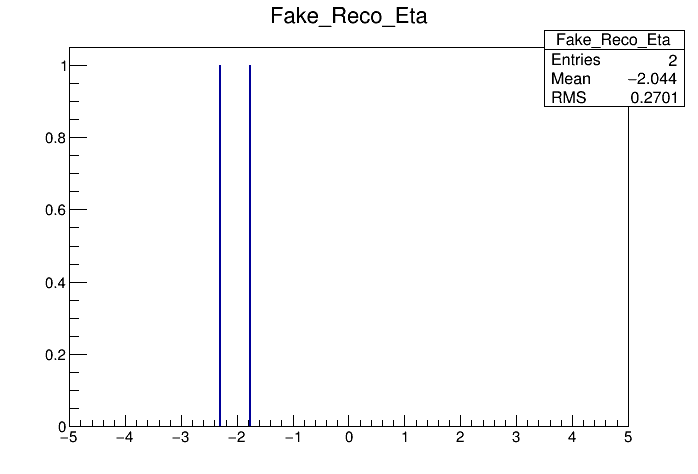 Fake_Reco_Eta
Fake_Reco_Eta
Entries 2
Mean −2.044
RMS 0.2701
1
0.8
0.6
0.4
0.2
0
−5 −4 −3 −2 −1 0 1 2 3 4 5